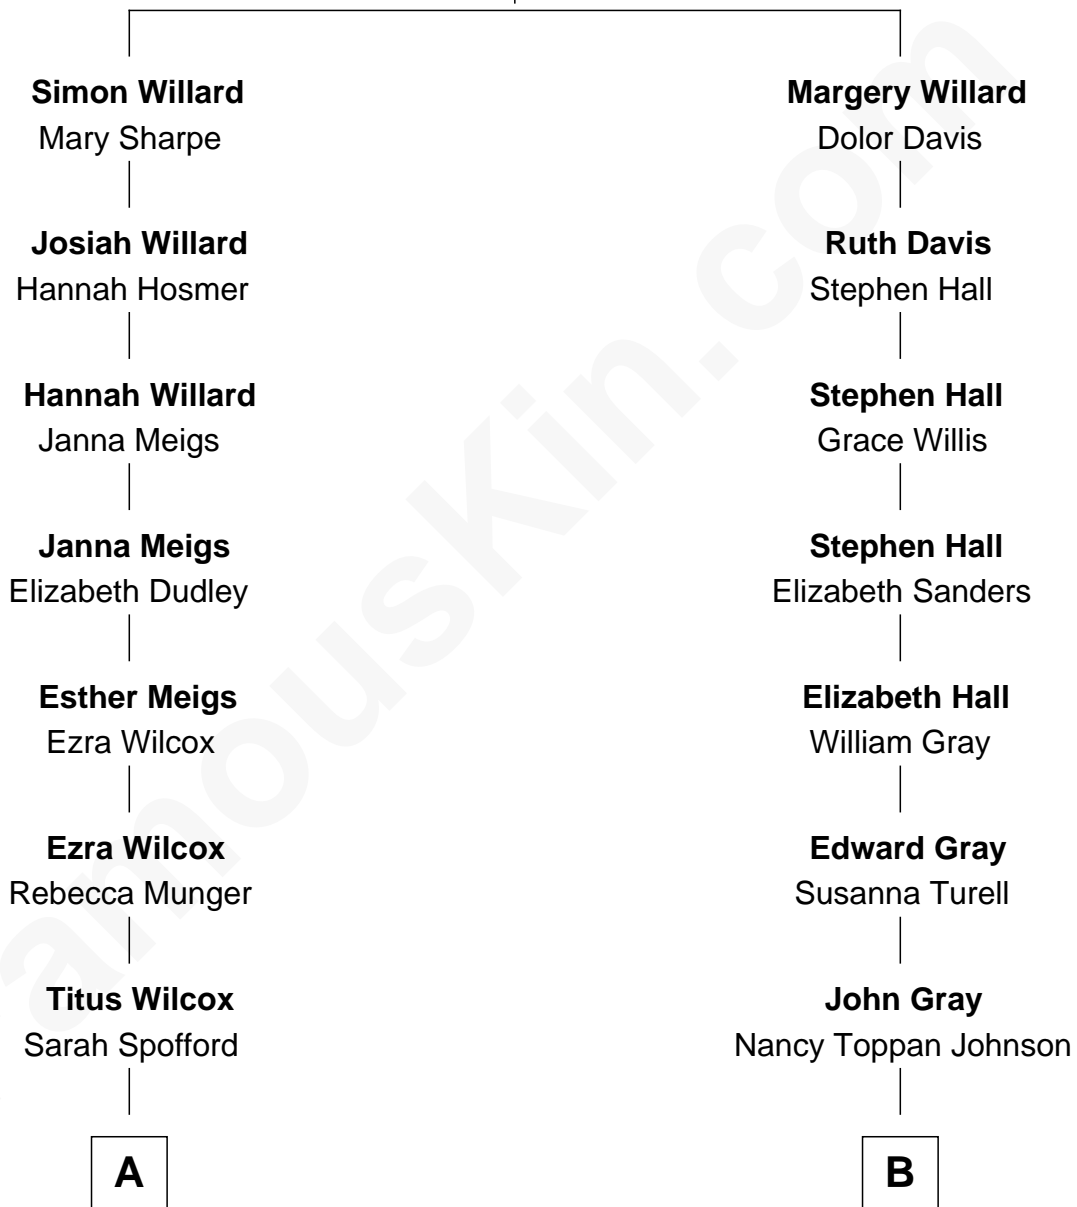 Simon Willard
Mary Sharpe
Josiah Willard
Hannah Hosmer
Hannah Willard
Janna Meigs
Janna Meigs
Elizabeth Dudley
Esther Meigs
Ezra Wilcox
Ezra Wilcox
Rebecca Munger
Titus Wilcox
Sarah Spofford
A
Margery Willard
Dolor Davis
Ruth Davis
Stephen Hall
Stephen Hall
Grace Willis
Stephen Hall
Elizabeth Sanders
Elizabeth Hall
William Gray
Edward Gray
Susanna Turell
John Gray
Nancy Toppan Johnson
B
amousKin.com